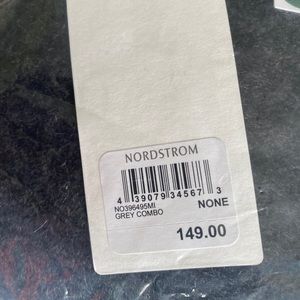 NORDSTROM
4 39079 34567 3
NO396495MI
GREY COMBO
NONE
149.00